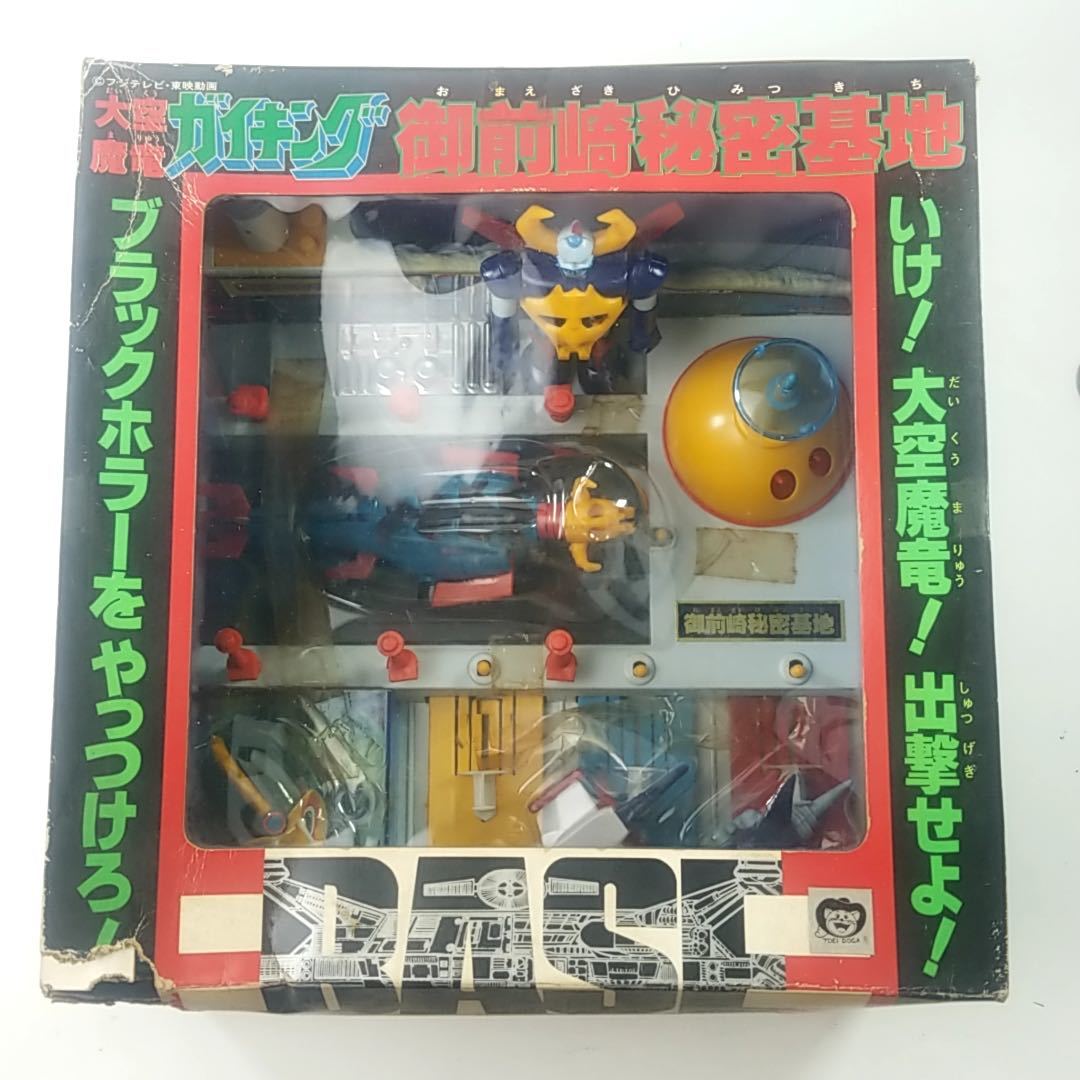 ©フジテレビ・東映動画
大空魔竜
ガイキング
おまえざきひみつきち
御前崎秘密基地
ブラックホラーをやっつけろ!
いけ!大空魔竜!出撃せよ!
だいくうまりゅう
しゅつげき
御前崎秘密基地
BASE
TOEI DOGA